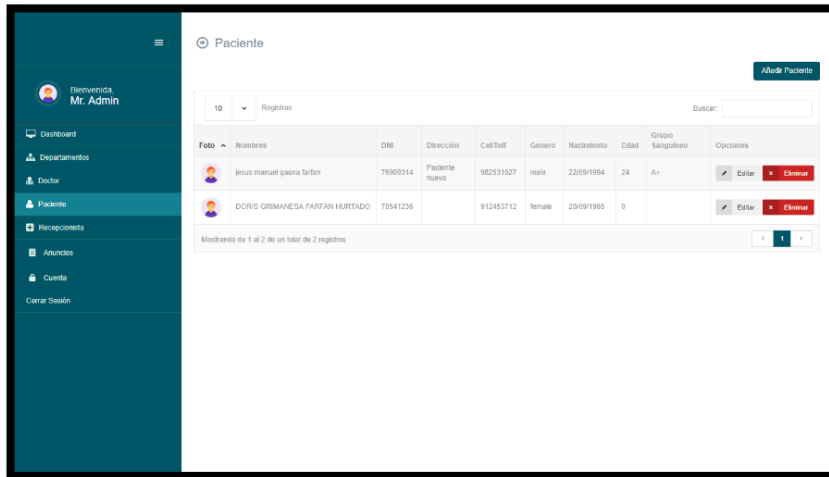 Paciente
Añadir Paciente
Bienvenida,
Mr. Admin
10 Registros Buscar:
Dashboard
Departamentos
Doctor
Paciente
Recepcionista
Anuncios
Cuenta
Cerrar Sesión
Foto Nombres DNI Dirección Cel/Telf Genero Nacimiento Edad Grupo Sanguineo Opciones
jesus manuel gaona farfan 76909314 Paciente nuevo 982531027 male 22/09/1994 24 A+ Editar Eliminar
DORIS GRIMANESA FARFAN HURTADO 70541236 912453712 female 20/09/1965 0 Editar Eliminar
Mostrando de 1 al 2 de un total de 2 registros
1